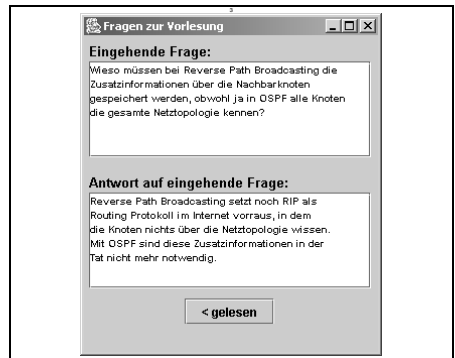 3
Fragen zur Vorlesung
Eingehende Frage:
Wieso müssen bei Reverse Path Broadcasting die
Zusatzinformationen über die Nachbarknoten
gespeichert werden, obwohl ja in OSPF alle Knoten
die gesamte Netztopologie kennen?
Antwort auf eingehende Frage:
Reverse Path Broadcasting setzt noch RIP als
Routing Protokoll im Internet vorraus, in dem
die Knoten nichts über die Netztopologie wissen.
Mit OSPF sind diese Zusatzinformationen in der
Tat nicht mehr notwendig.
< gelesen